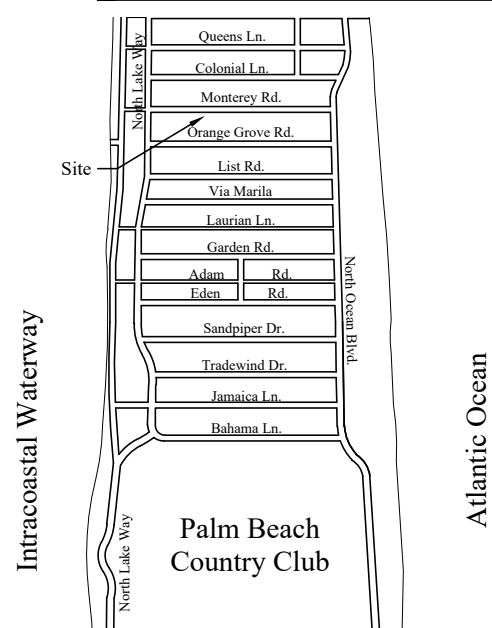 Queens Ln.
North Lake Way
Colonial Ln.
Monterey Rd.
Orange Grove Rd.
Site
List Rd.
Via Marila
Laurian Ln.
Garden Rd.
Adam Rd.
Eden Rd.
North Ocean Blvd.
Sandpiper Dr.
Tradewind Dr.
Jamaica Ln.
Bahama Ln.
Intracoastal Waterway
Atlantic Ocean
North Lake Way
Palm Beach
Country Club